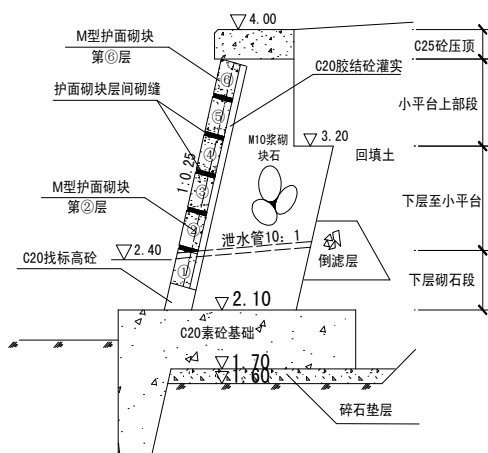 4.00
M型护面砌块
第⑥层
C25砼压顶
C20胶结砼灌实
⑥
护面砌块层间砌缝
小平台上部段
⑤
M10浆砌
块石
3.20
④
回填土
1:0.25
③
M型护面砌块
第②层
下层至小平台
②
泄水管10: 1
2.40
倒滤层
C20找标高砼
①
下层砌石段
2.10
C20素砼基础
1.70
1.60
碎石垫层